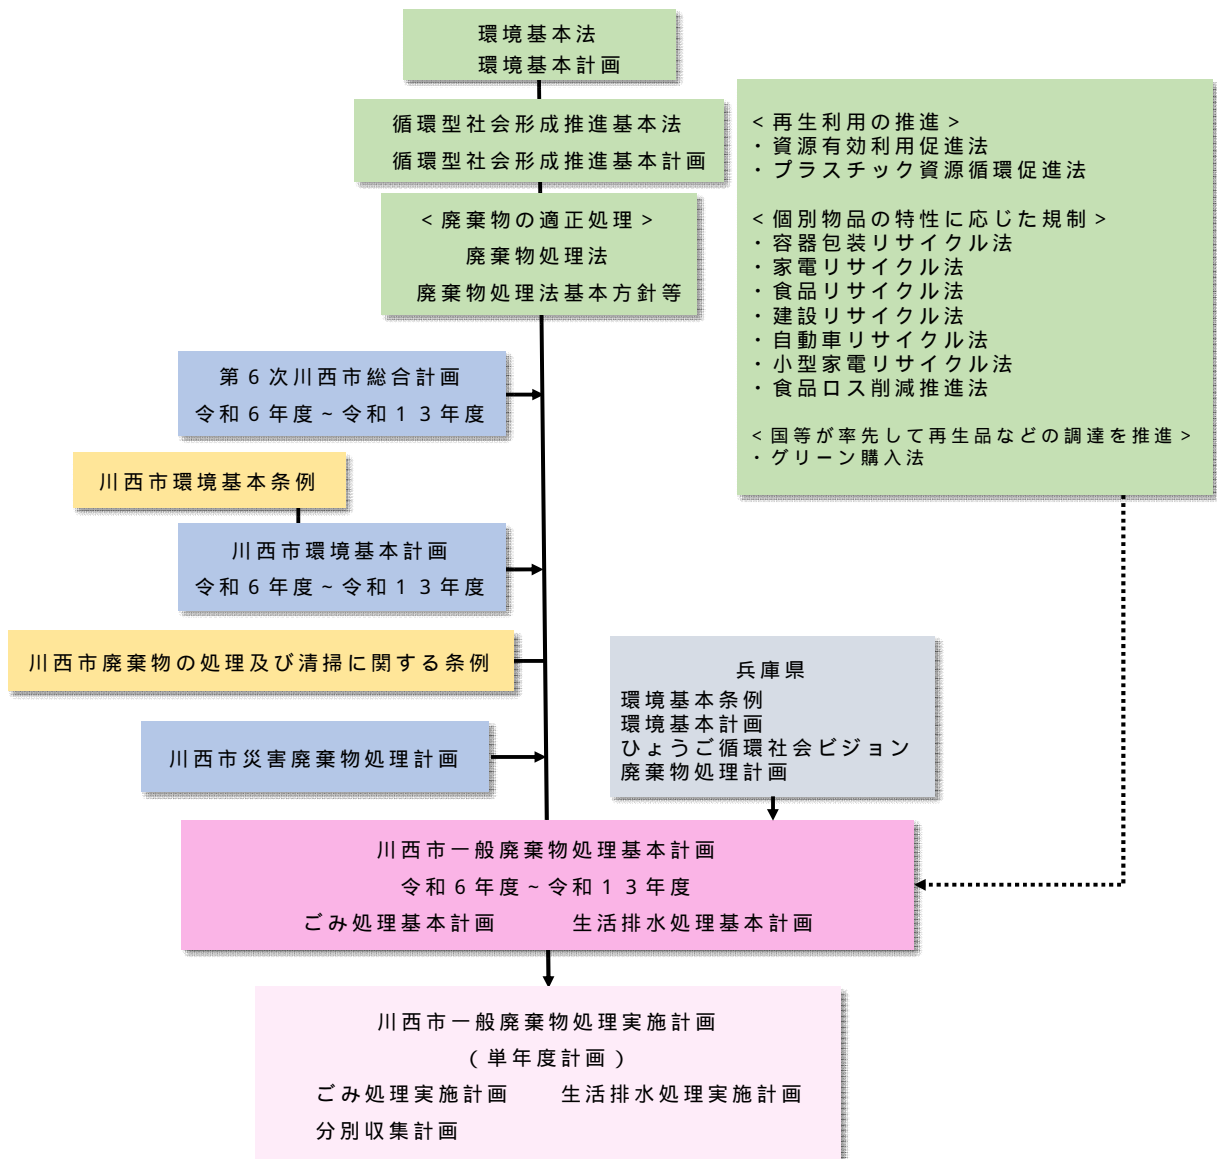 環境基本法
環境基本計画
循環型社会形成推進基本法
循環型社会形成推進基本計画
<廃棄物の適正処理>
廃棄物処理法
廃棄物処理法基本方針等
<再生利用の推進>
・資源有効利用促進法
・プラスチック資源循環促進法
<個別物品の特性に応じた規制>
・容器包装リサイクル法
・家電リサイクル法
・食品リサイクル法
・建設リサイクル法
・自動車リサイクル法
・小型家電リサイクル法
・食品ロス削減推進法
<国等が率先して再生品などの調達を推進>
・グリーン購入法
第6次川西市総合計画
令和6年度~令和13年度
川西市環境基本条例
川西市環境基本計画
令和6年度~令和13年度
川西市廃棄物の処理及び清掃に関する条例
川西市災害廃棄物処理計画
兵庫県
環境基本条例
環境基本計画
ひょうご循環社会ビジョン
廃棄物処理計画
川西市一般廃棄物処理基本計画
令和6年度~令和13年度
ごみ処理基本計画 生活排水処理基本計画
川西市一般廃棄物処理実施計画
(単年度計画)
ごみ処理実施計画 生活排水処理実施計画
分別収集計画